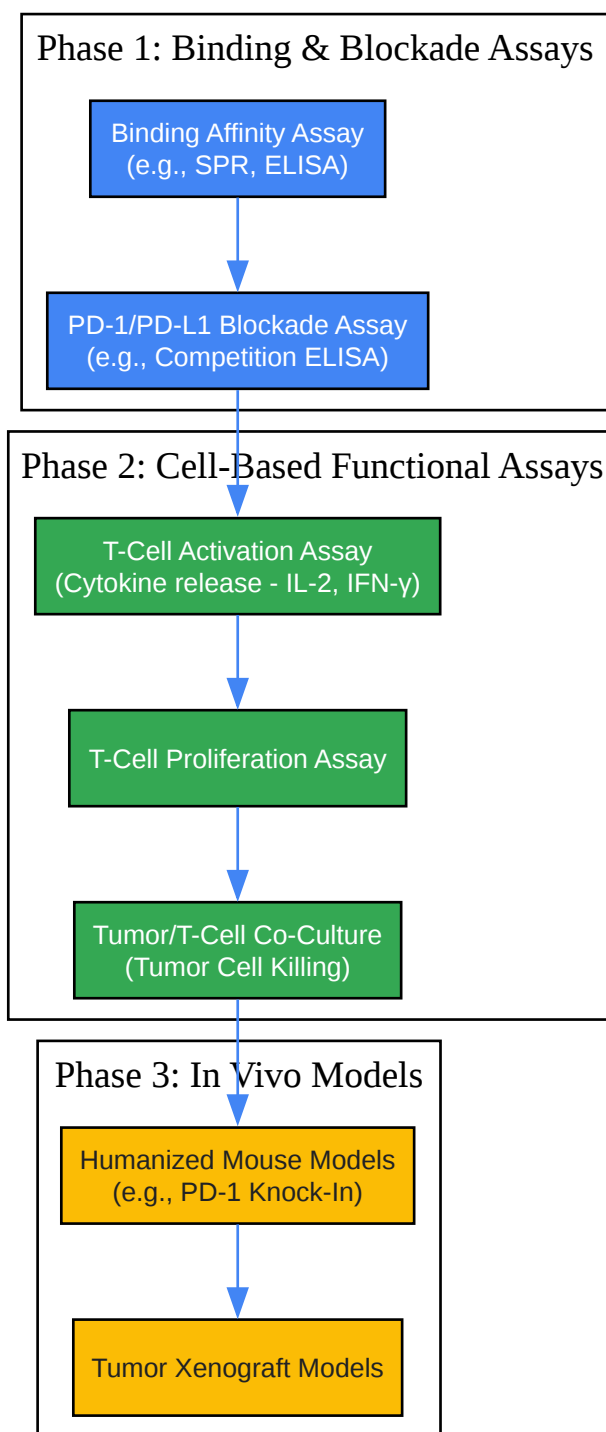 Phase 1: Binding & Blockade Assays
Binding Affinity Assay
(e.g., SPR, ELISA)
PD-1/PD-L1 Blockade Assay
(e.g., Competition ELISA)
Phase 2: Cell-Based Functional Assays
T-Cell Activation Assay
(Cytokine release - IL-2, IFN-γ)
T-Cell Proliferation Assay
Tumor/T-Cell Co-Culture
(Tumor Cell Killing)
Phase 3: In Vivo Models
Humanized Mouse Models
(e.g., PD-1 Knock-In)
Tumor Xenograft Models